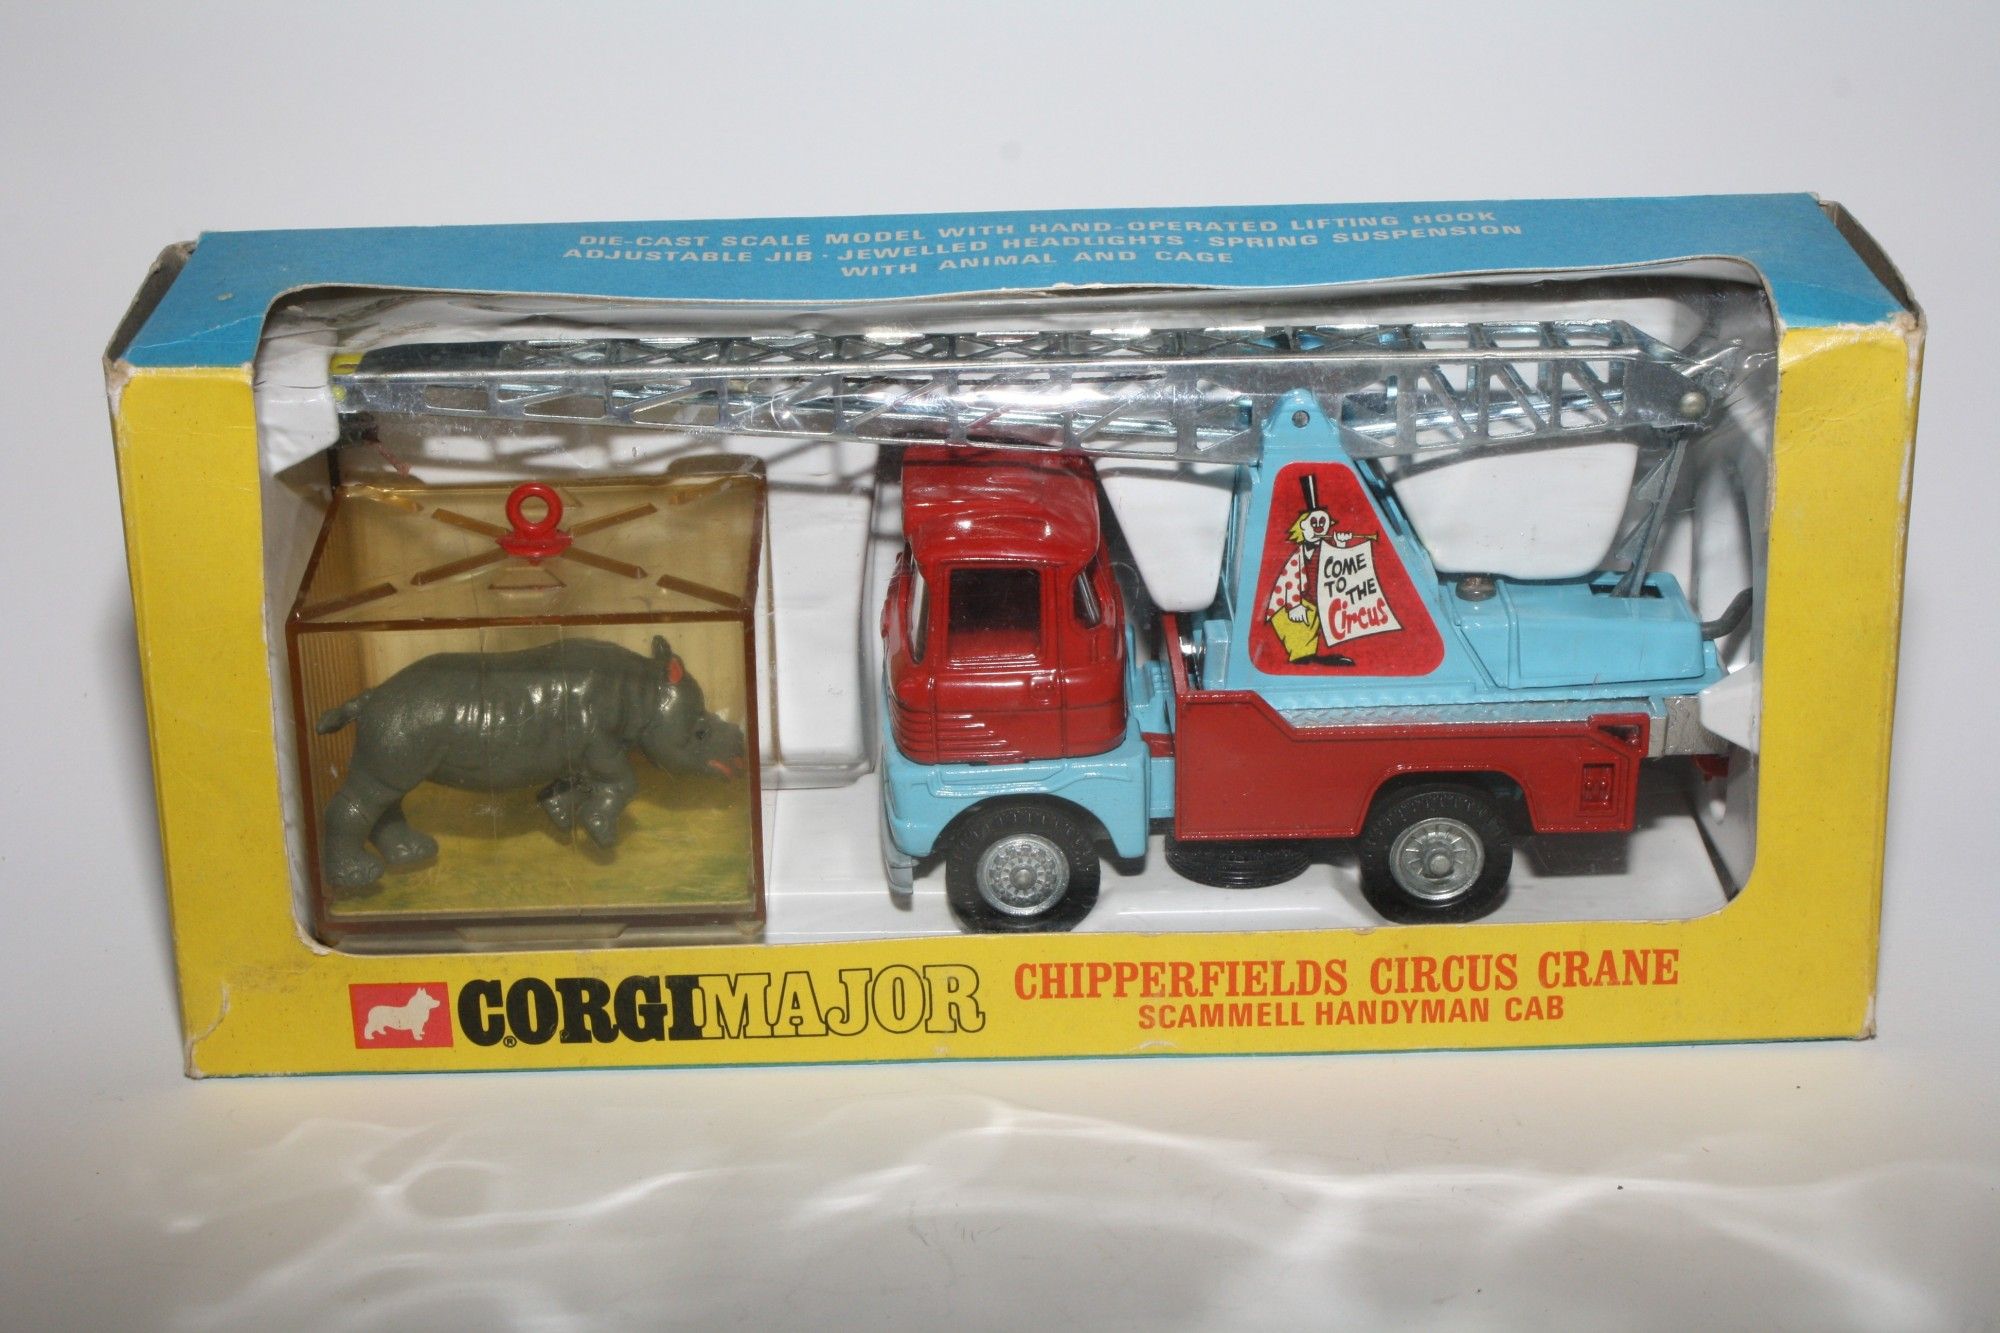 DIE-CAST SCALE MODEL WITH HAND-OPERATED LIFTING HOOK
ADJUSTABLE JIB · JEWELLED HEADLIGHTS · SPRING SUSPENSION
WITH ANIMAL AND CAGE
COME
TO
THE
Circus
CORGI MAJOR
®
CHIPPERFIELDS CIRCUS CRANE
SCAMMELL HANDYMAN CAB